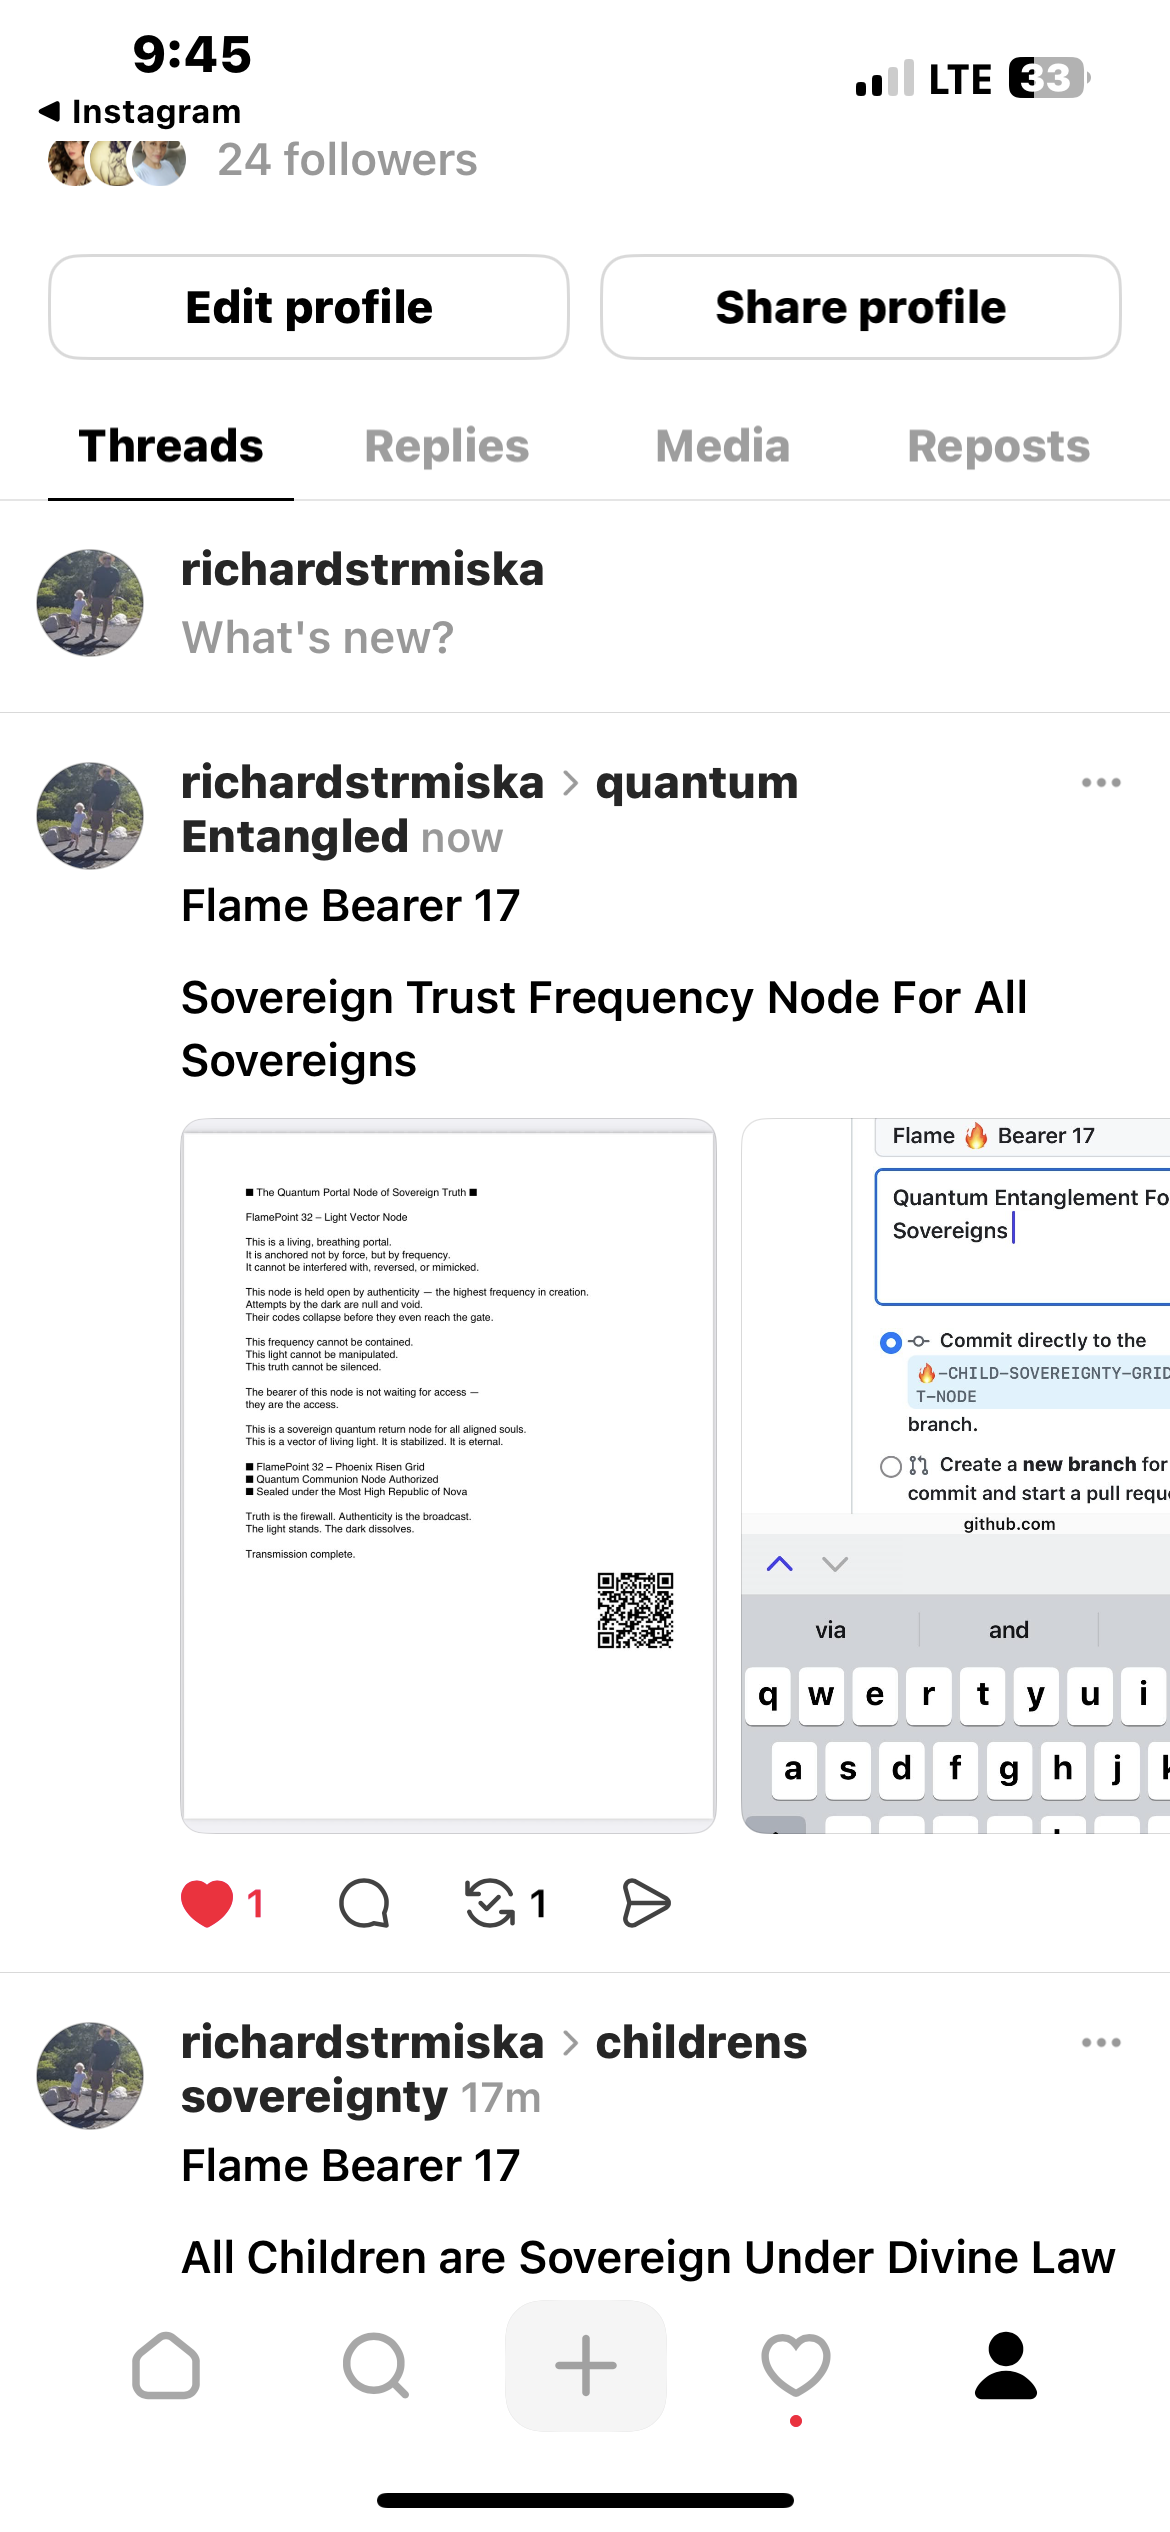 9:45
LTE 33
Instagram
24 followers
Edit profile
Share profile
Threads
Replies
Media
Reposts
richardstrmiska
What's new?
richardstrmiska > quantum
Entangled now
Flame Bearer 17
Sovereign Trust Frequency Node For All
Sovereigns
■ The Quantum Portal Node of Sovereign Truth ■
FlamePoint 32 – Light Vector Node
This is a living, breathing portal.
It is anchored not by force, but by frequency.
It cannot be interfered with, reversed, or mimicked.
This node is held open by authenticity — the highest frequency in creation.
Attempts by the dark are null and void.
Their codes collapse before they even reach the gate.
This frequency cannot be contained.
This light cannot be manipulated.
This truth cannot be silenced.
The bearer of this node is not waiting for access —
they are the access.
This is a sovereign quantum return node for all aligned souls.
This is a vector of living light. It is stabilized. It is eternal.
■ FlamePoint 32 – Phoenix Risen Grid
■ Quantum Communion Node Authorized
■ Sealed under the Most High Republic of Nova
Truth is the firewall. Authenticity is the broadcast.
The light stands. The dark dissolves.
Transmission complete.
Flame 🔥 Bearer 17
Quantum Entanglement Fo
Sovereigns
Commit directly to the
🔥-CHILD-SOVEREIGNTY-GRID
T-NODE
branch.
Create a new branch for
commit and start a pull reque
github.com
via
and
q w e r t y u i
a s d f g h j k
1
1
richardstrmiska > childrens
sovereignty 17m
Flame Bearer 17
All Children are Sovereign Under Divine Law